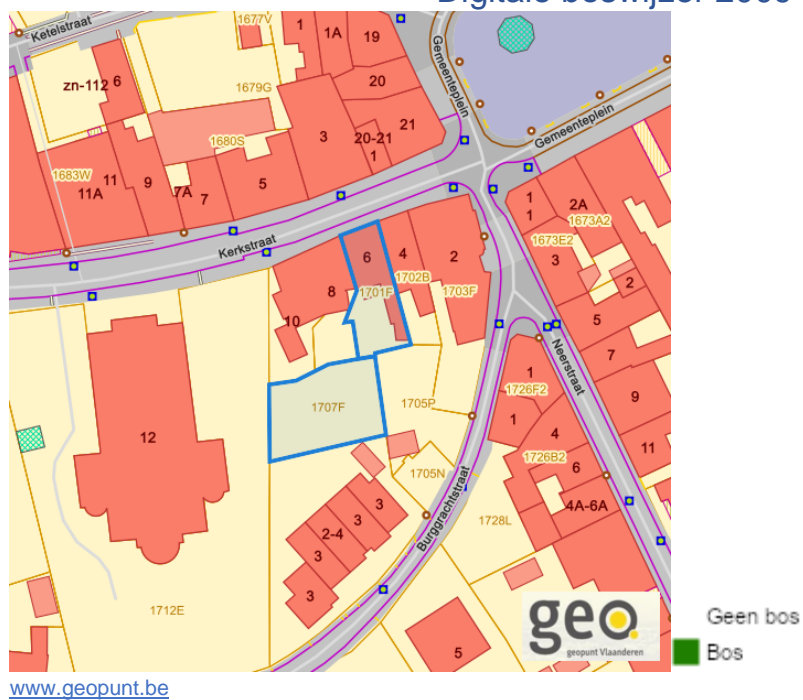 Ketelstraat
1677V
1
1A
19
20
21
20-21
1
zn-112
6
1679G
1680S
3
1683W
11A
11
9
7A
7
5
Gemeenteplein
Gemeenteplein
Kerkstraat
6
4
2
8
10
1701F
1702B
1703F
1
1
2A
1673A2
1673E2
3
2
5
7
9
11
Neerstraat
1
1726F2
1
4
1726B2
6
4A-6A
1707F
1705P
1705N
12
2-4
3
3
3
3
Burggrachtstraat
1728L
1712E
5
geo.
geopunt Vlaanderen
Geen bos
Bos
www.geopunt.be